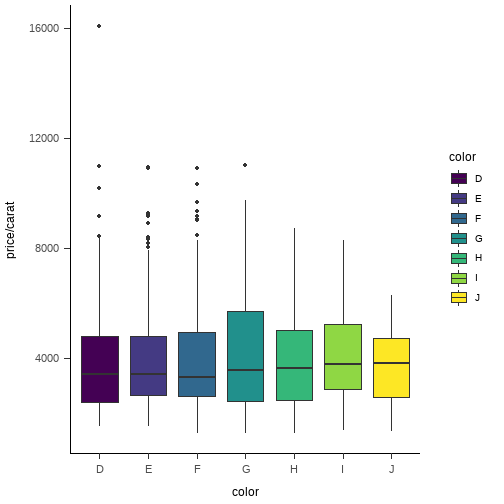 16000
12000
8000
4000
price/carat
D E F G H I J
color
color
D
E
F
G
H
I
J